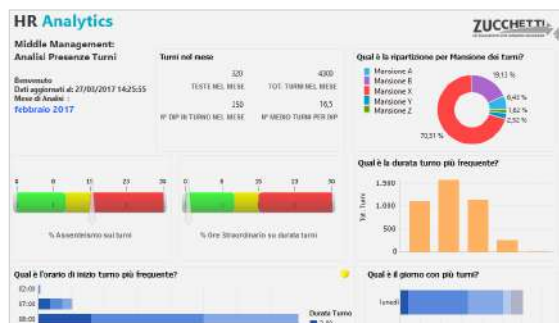 HR Analytics
ZUCCHETTI
Middle Management:
Analisi Presenze Turni
Benvenuto
Dati aggiornati al: 27/03/2017 14:25:55
Mese di Analisi :
febbraio 2017
Turni nel mese
320
4300
TESTE NEL MESE
TOT. TURNI NEL MESE
250
16,5
N° DIP IN TURNO NEL MESE
N° MEDIO TURNI PER DIP
Qual è la ripartizione per Mansione dei turni?
Mansione A
Mansione B
Mansione X
Mansione Y
Mansione Z
19,13 %
6,43 %
1,62 %
2,52 %
70,31 %
0 8 15 23 30
% Assenteismo sui turni
0 8 15 23 30
% Ore Straordinario su durata turni
Qual è la durata turno più frequente?
Tot. Turni
1.500
1.000
500
0
Qual è l'orario di inizio turno più frequente?
02:00
07:00
08:00
Durata Turno
Qual è il giorno con più turni?
lunedì